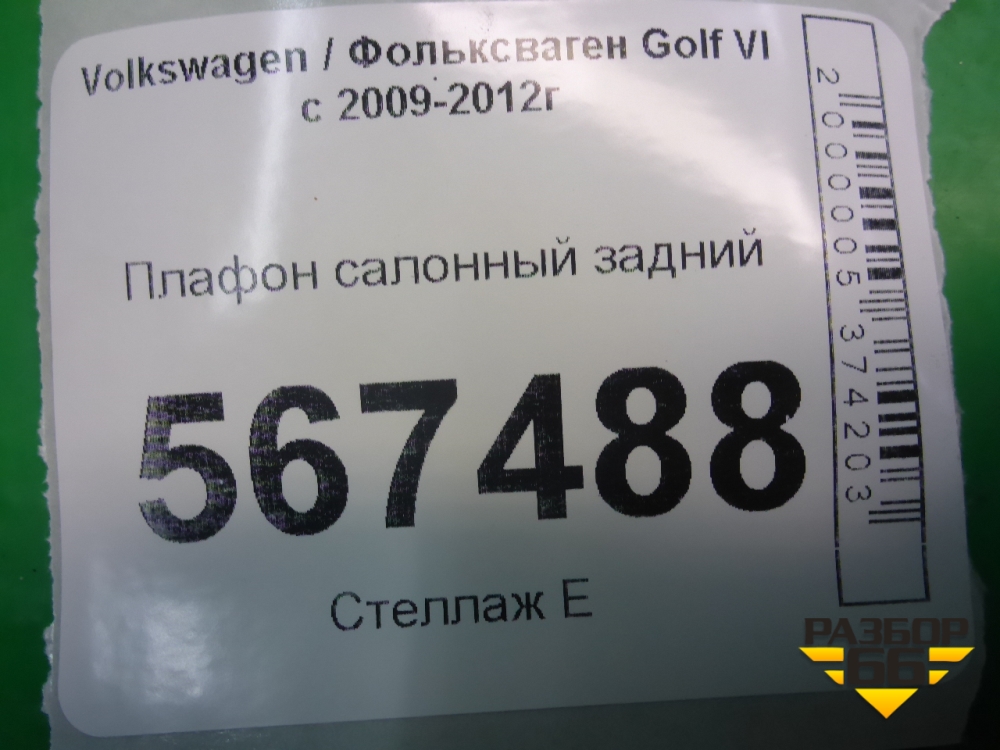 Volkswagen / Фольксваген Golf VI
с 2009-2012г
Плафон салонный задний
567488
Стеллаж Е
2000005374203
РАЗБОР
66